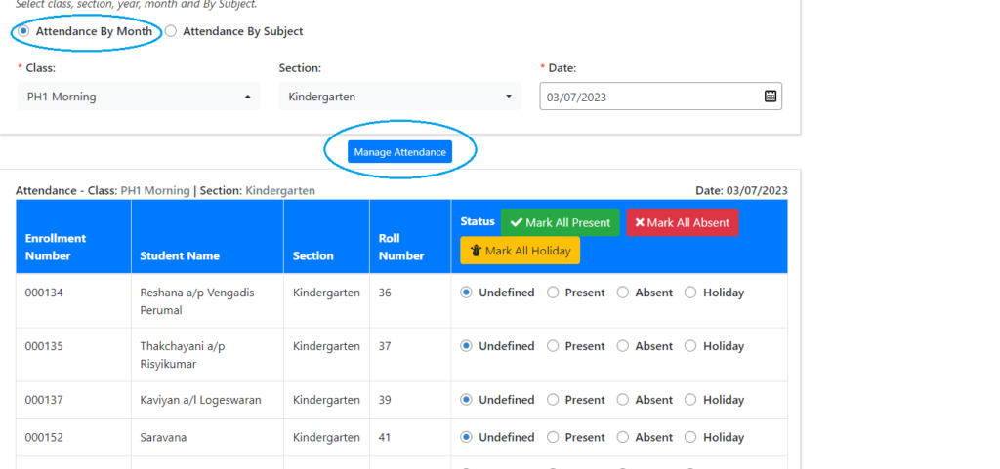 Select class, section, year, month and By Subject.
Attendance By Month Attendance By Subject
* Class: Section: * Date:
PH1 Morning Kindergarten 03/07/2023
Manage Attendance
Attendance - Class: PH1 Morning | Section: Kindergarten Date: 03/07/2023
Enrollment Number Student Name Section Roll Number Status Mark All Present Mark All Absent Mark All Holiday
000134 Reshana a/p Vengadis Perumal Kindergarten 36 Undefined Present Absent Holiday
000135 Thakchayani a/p Risyikumar Kindergarten 37 Undefined Present Absent Holiday
000137 Kaviyan a/l Logeswaran Kindergarten 39 Undefined Present Absent Holiday
000152 Saravana Kindergarten 41 Undefined Present Absent Holiday